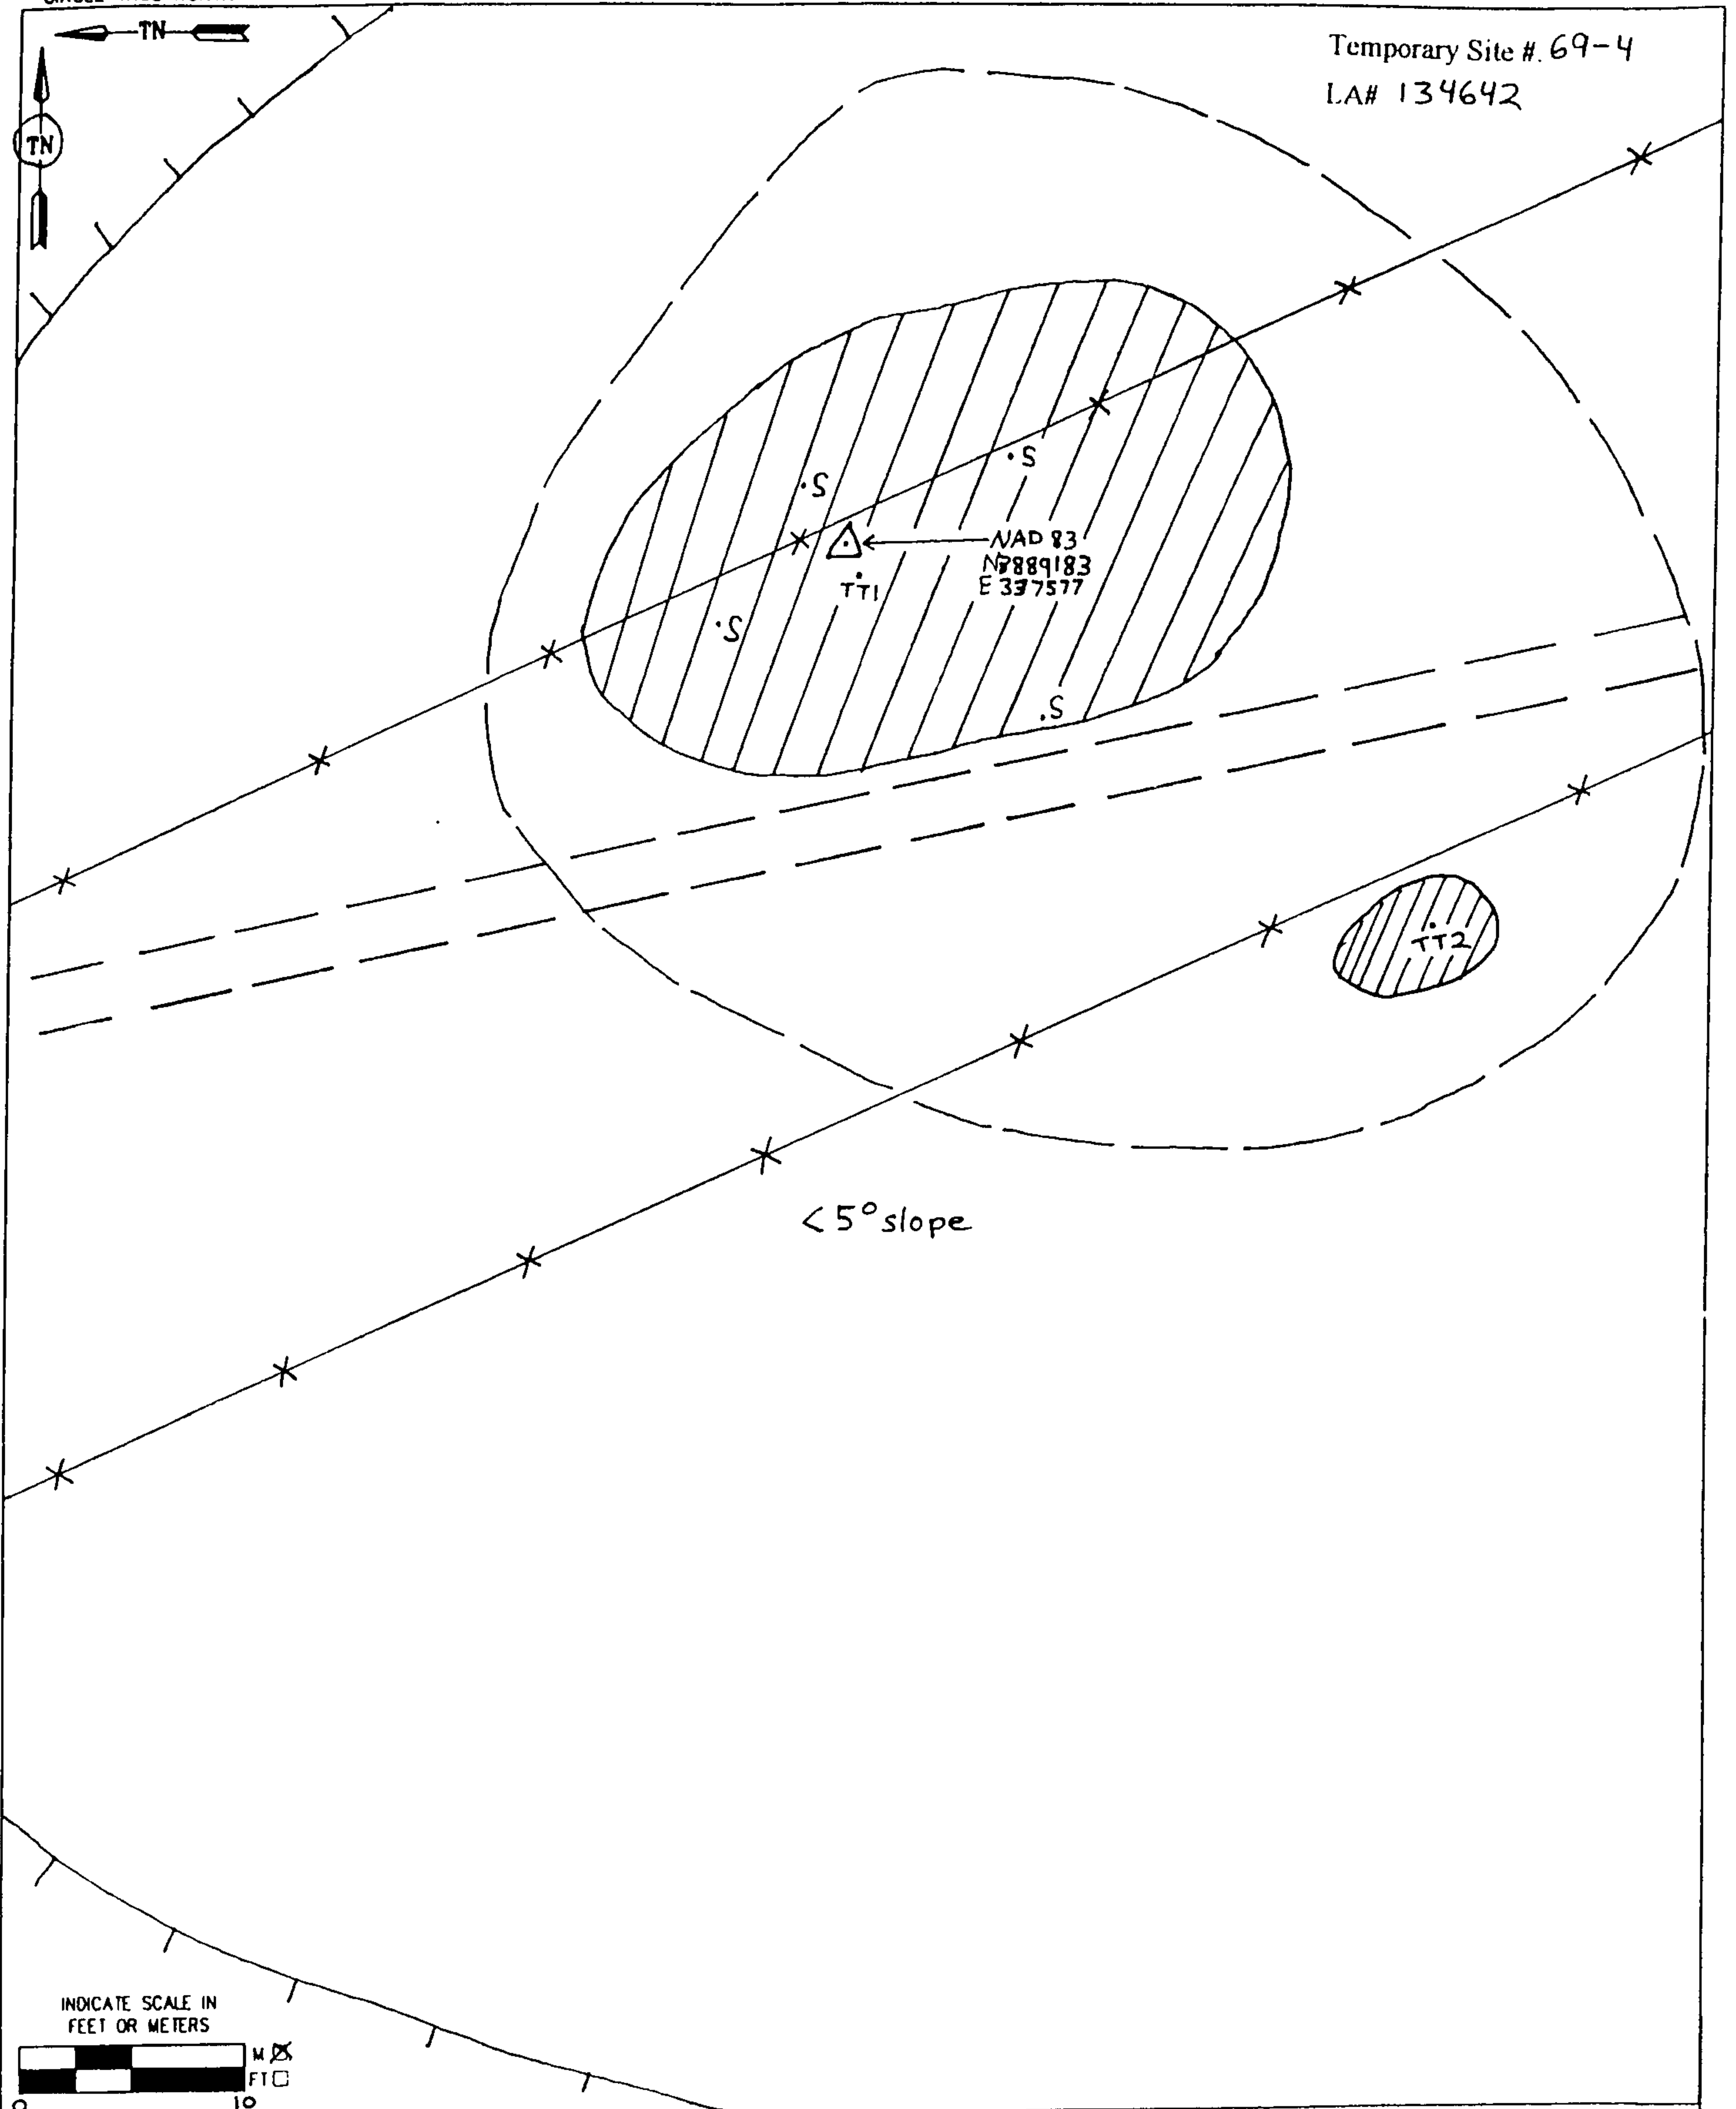 TN
Temporary Site #. 69-4
LA# 134642
TN
S
S
NAD 83
TT1
E 337577
S
S
TT2
<5° slope
INDICATE SCALE IN
FEET OR METERS
M
FT
0 10